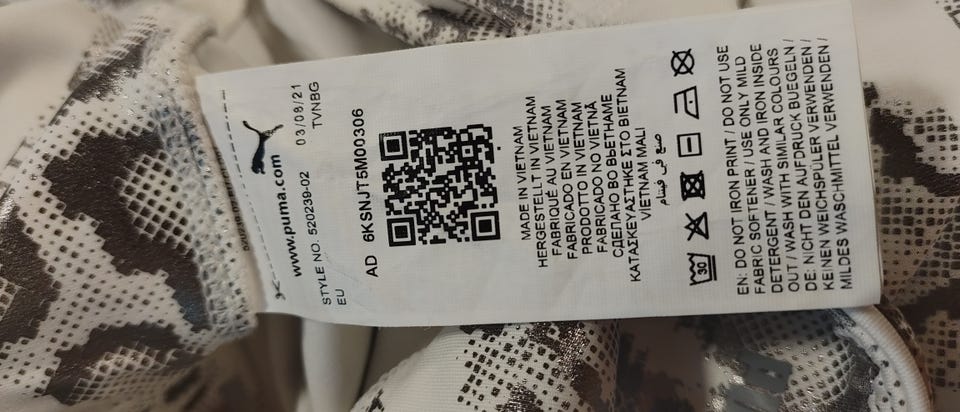 www.puma.com
03/08/21
STYLE NO. 520239-02
TVNBG
EU
AD
6KSNJT5M00306
MADE IN VIETNAM
HERGESTELLT IN VIETNAM
FABRIQUÉ AU VIETNAM
FABRICADO EN VIETNAM
PRODOTTO IN VIETNAM
FABRICADO NO VIETNÃ
СДЕЛАНО ВО ВЬЕТНАМЕ
ΚΑΤΑΣΚΕΥΑΣΤΗΚΕ ΣΤΟ ΒΙΕΤΝΑΜ
VIETNAM MALI
صنع في فيتنام
30
EN: DO NOT IRON PRINT / DO NOT USE
FABRIC SOFTENER / USE ONLY MILD
DETERGENT / WASH AND IRON INSIDE
OUT / WASH WITH SIMILAR COLOURS
DE: NICHT DEN AUFDRUCK BUEGELN /
KEINEN WEICHSPÜLER VERWENDEN /
MILDES WASCHMITTEL VERWENDEN /